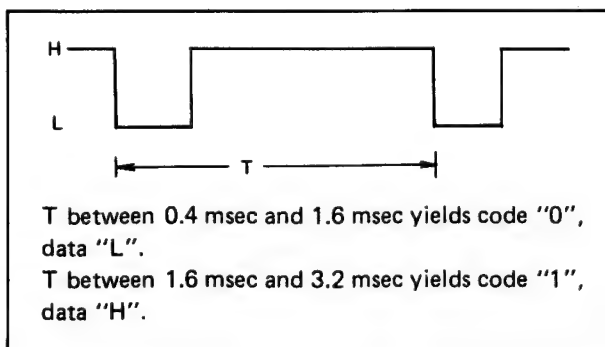 H
L
T
T between 0.4 msec and 1.6 msec yields code "0",
data "L".
T between 1.6 msec and 3.2 msec yields code "1",
data "H".